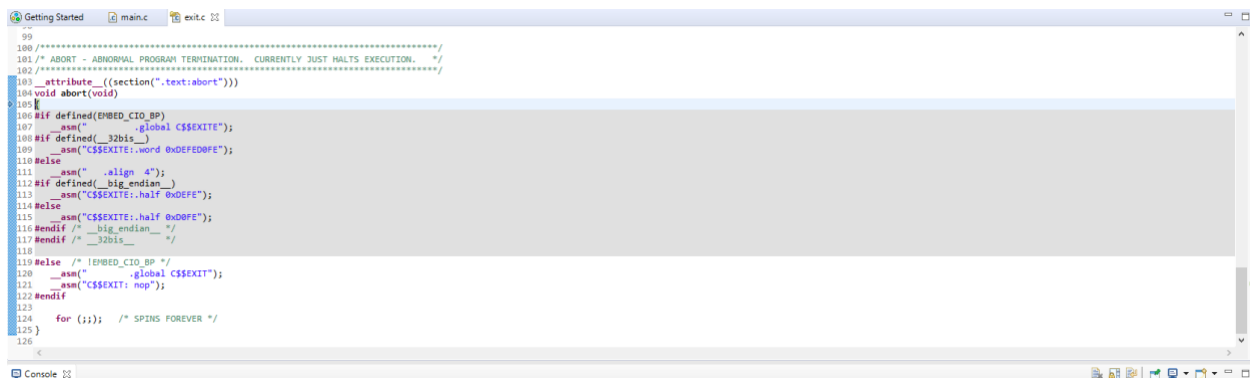 Getting Started main.c exit.c
99
100 /***************************************************************************/
101 /* ABORT - ABNORMAL PROGRAM TERMINATION.  CURRENTLY JUST HALTS EXECUTION.   */
102 /***************************************************************************/
103 __attribute__((section(".text:abort")))
104 void abort(void)
105 {
106 #if defined(EMBED_CIO_BP)
107    __asm("         .global C$$EXITE");
108 #if defined(__32bis__)
109    __asm("C$$EXITE:.word 0xDEFED0FE");
110 #else
111    __asm("   .align  4");
112 #if defined(__big_endian__)
113    __asm("C$$EXITE:.half 0xDEFE");
114 #else
115    __asm("C$$EXITE:.half 0xD0FE");
116 #endif /* __big_endian__ */
117 #endif /* __32bis__      */
118
119 #else  /* !EMBED_CIO_BP */
120    __asm("        .global C$$EXIT");
121    __asm("C$$EXIT: nop");
122 #endif
123
124    for (;;);   /* SPINS FOREVER */
125 }
126
Console